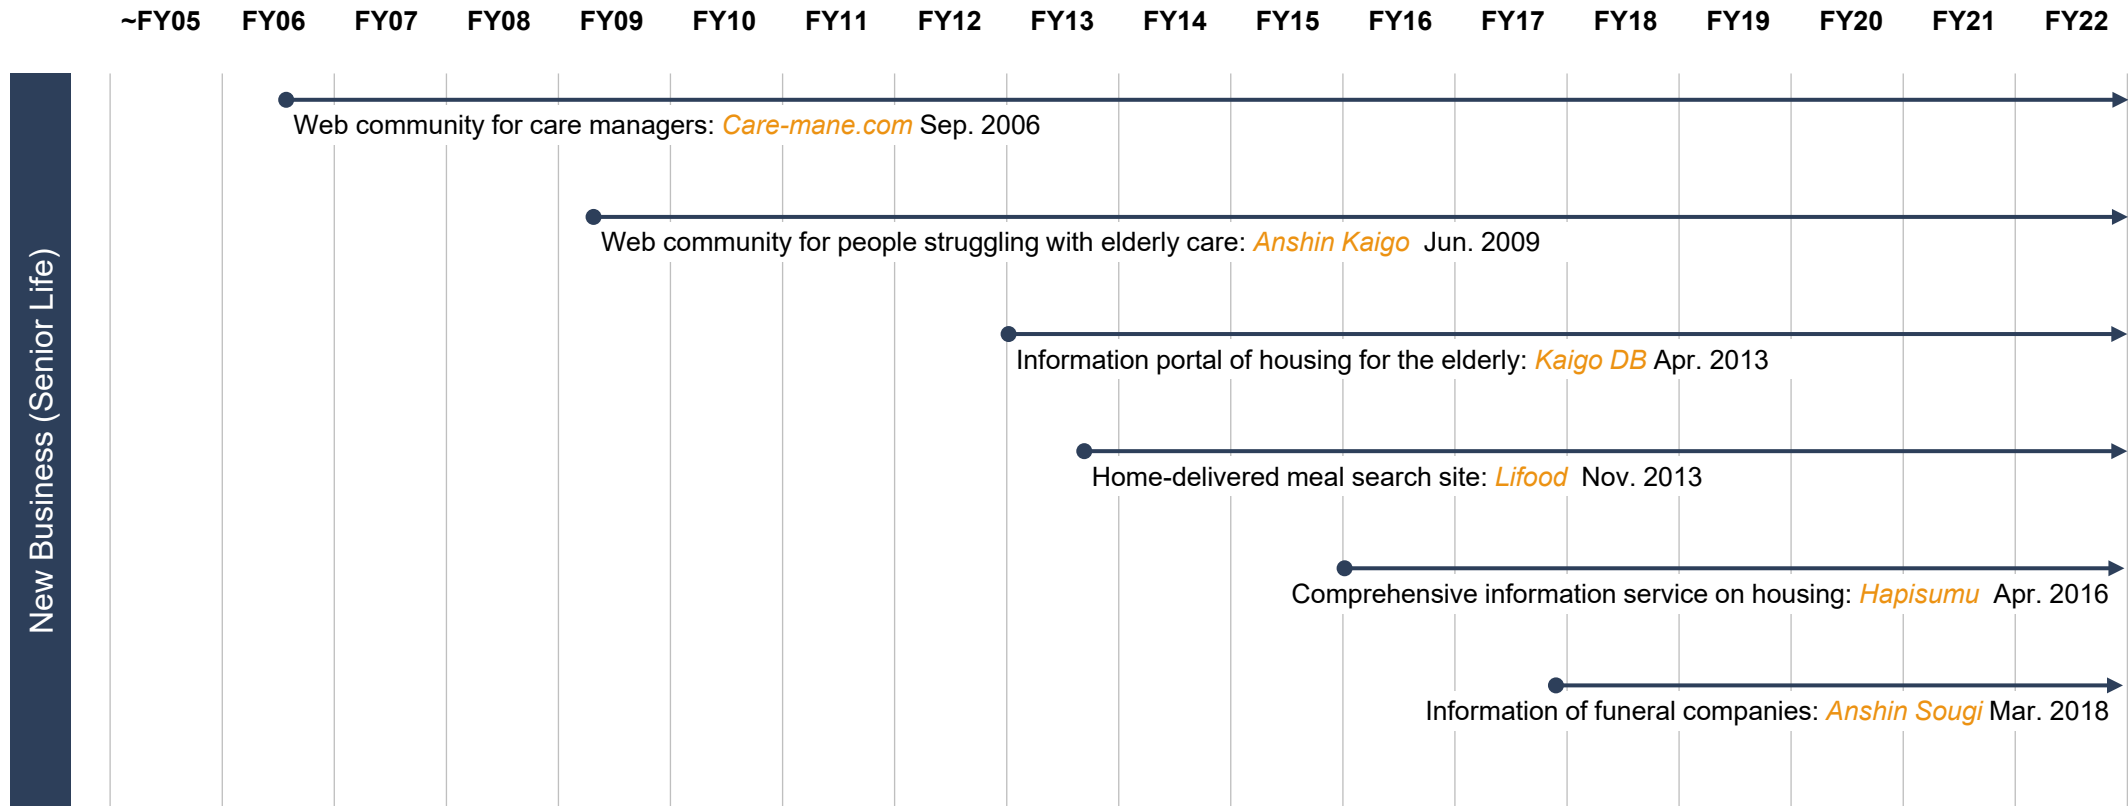 ~FY05 FY06 FY07 FY08 FY09 FY10 FY11 FY12 FY13 FY14 FY15 FY16 FY17 FY18 FY19 FY20 FY21 FY22
New Business (Senior Life)
Web community for care managers: Care-mane.com Sep. 2006
Web community for people struggling with elderly care: Anshin Kaigo Jun. 2009
Information portal of housing for the elderly: Kaigo DB Apr. 2013
Home-delivered meal search site: Lifood Nov. 2013
Comprehensive information service on housing: Hapisumu Apr. 2016
Information of funeral companies: Anshin Sougi Mar. 2018